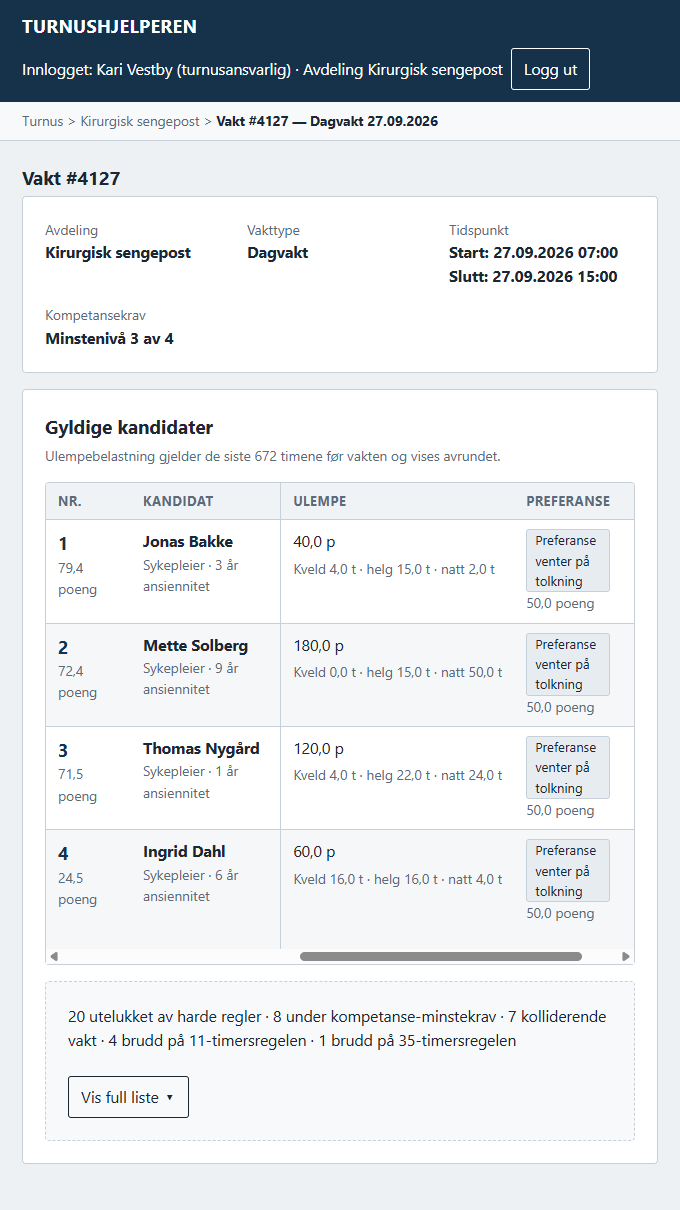 TURNUSHJELPEREN
Innlogget: Kari Vestby (turnusansvarlig) · Avdeling Kirurgisk sengepost Logg ut
Turnus > Kirurgisk sengepost > Vakt #4127 — Dagvakt 27.09.2026
Vakt #4127
Avdeling Vakttype Tidspunkt
Kirurgisk sengepost Dagvakt Start: 27.09.2026 07:00
Slutt: 27.09.2026 15:00
Kompetansekrav
Minstenivå 3 av 4
Gyldige kandidater
Ulempebelastning gjelder de siste 672 timene før vakten og vises avrundet.
NR. KANDIDAT ULEMPE PREFERANSE
1 Jonas Bakke 40,0 p Preferanse
79,4 Sykepleier · 3 år Kveld 4,0 t · helg 15,0 t · natt 2,0 t venter på
poeng ansiennitet tolkning
50,0 poeng
2 Mette Solberg 180,0 p Preferanse
72,4 Sykepleier · 9 år Kveld 0,0 t · helg 15,0 t · natt 50,0 t venter på
poeng ansiennitet tolkning
50,0 poeng
3 Thomas Nygård 120,0 p Preferanse
71,5 Sykepleier · 1 år Kveld 4,0 t · helg 22,0 t · natt 24,0 t venter på
poeng ansiennitet tolkning
50,0 poeng
4 Ingrid Dahl 60,0 p Preferanse
24,5 Sykepleier · 6 år Kveld 16,0 t · helg 16,0 t · natt 4,0 t venter på
poeng ansiennitet tolkning
50,0 poeng
20 utelukket av harde regler · 8 under kompetanse-minstekrav · 7 kolliderende
vakt · 4 brudd på 11-timersregelen · 1 brudd på 35-timersregelen
Vis full liste ▾